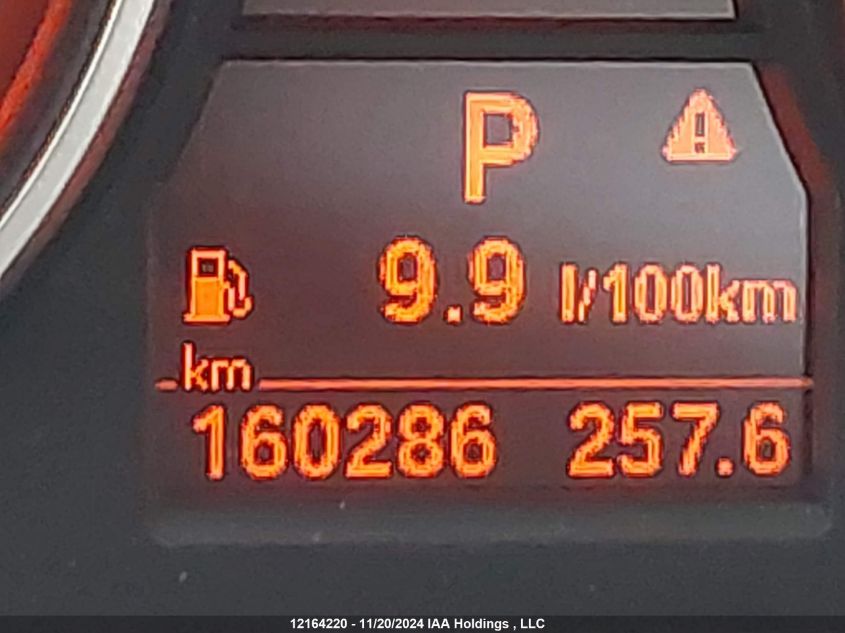 P
9.9 l/100km
km
160286 257.6
12164220 - 11/20/2024 IAA Holdings , LLC